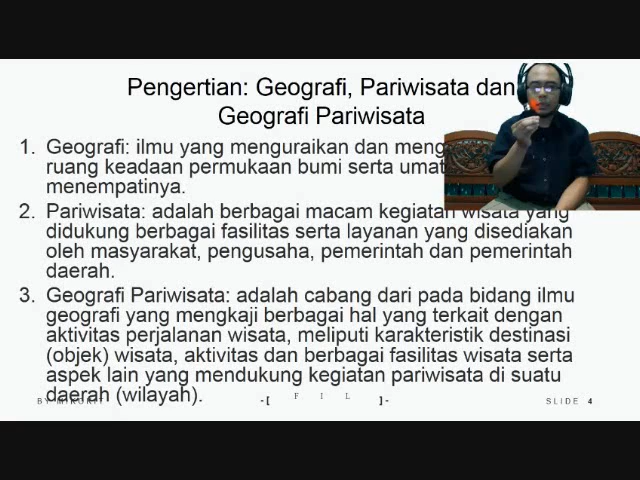 Pengertian: Geografi, Pariwisata dan
Geografi Pariwisata
1. Geografi: ilmu yang menguraikan dan
ruang keadaan permukaan bumi serta
menempatinya.
2. Pariwisata: adalah berbagai macam kegiatan wisata yang
didukung berbagai fasilitas serta layanan yang disediakan
oleh masyarakat, pengusaha, pemerintah dan pemerintah
daerah.
3. Geografi Pariwisata: adalah cabang dari pada bidang ilmu
geografi yang mengkaji berbagai hal yang terkait dengan
aktivitas perjalanan wisata, meliputi karakteristik destinasi
(objek) wisata, aktivitas dan berbagai fasilitas wisata serta
aspek lain yang mendukung kegiatan pariwisata di suatu
daerah (wilayah).
BY -[ F I L ]- SLIDE 4